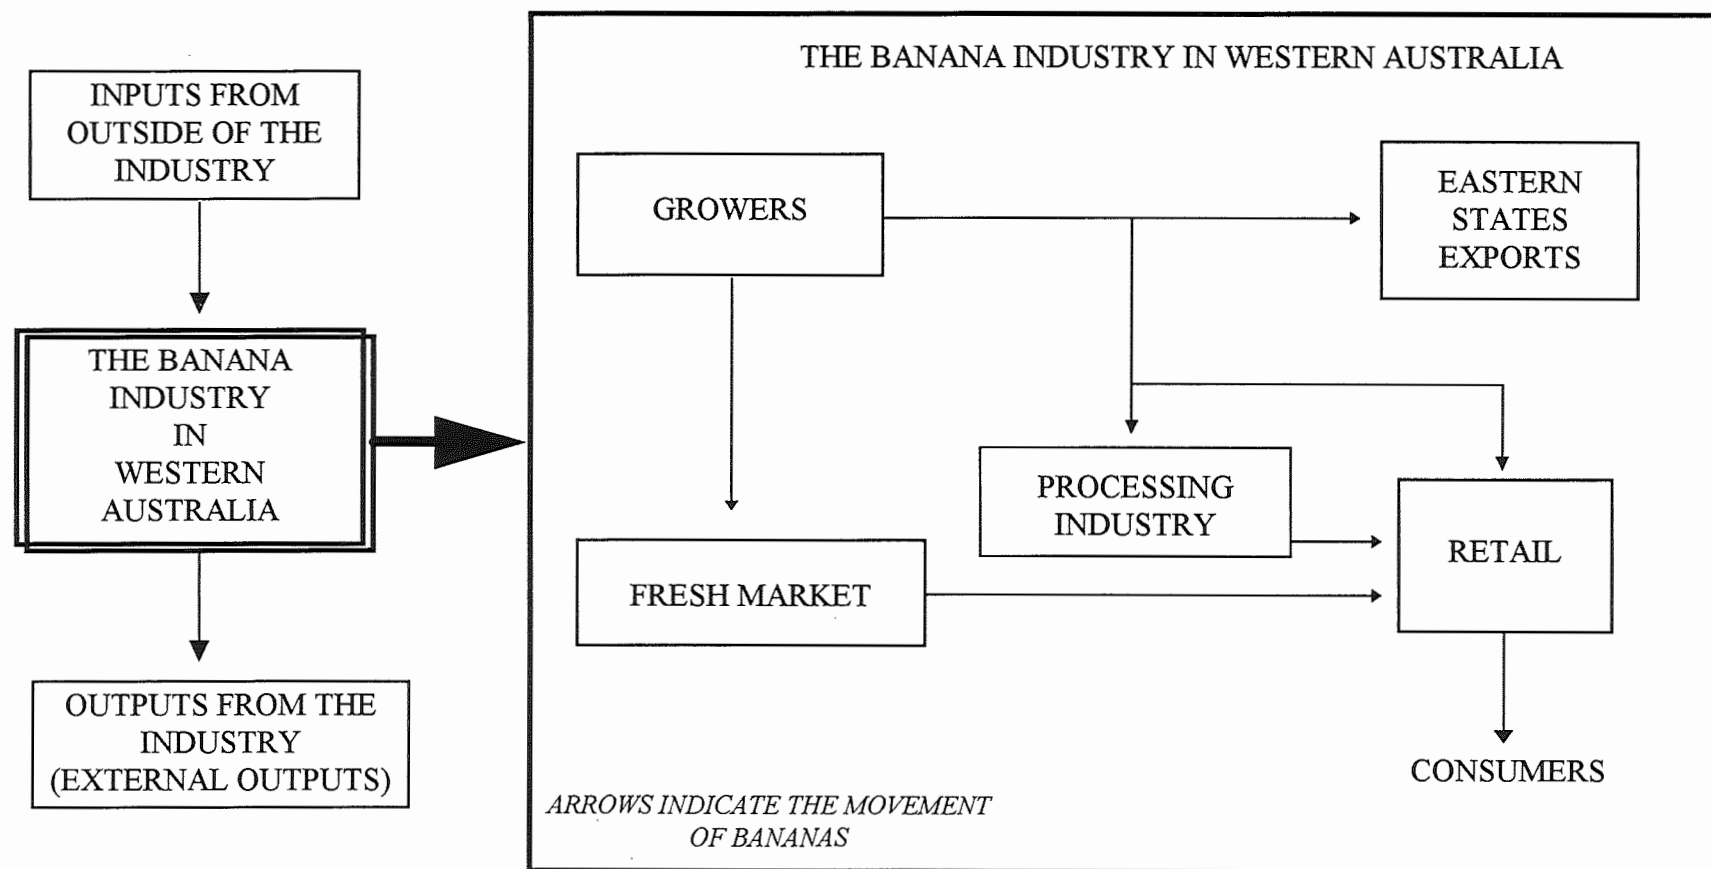 INPUTS FROM
OUTSIDE OF THE
INDUSTRY
THE BANANA
INDUSTRY
IN
WESTERN
AUSTRALIA
OUTPUTS FROM THE
INDUSTRY
(EXTERNAL OUTPUTS)
THE BANANA INDUSTRY IN WESTERN AUSTRALIA
GROWERS
EASTERN
STATES
EXPORTS
PROCESSING
INDUSTRY
FRESH MARKET
RETAIL
CONSUMERS
ARROWS INDICATE THE MOVEMENT
OF BANANAS